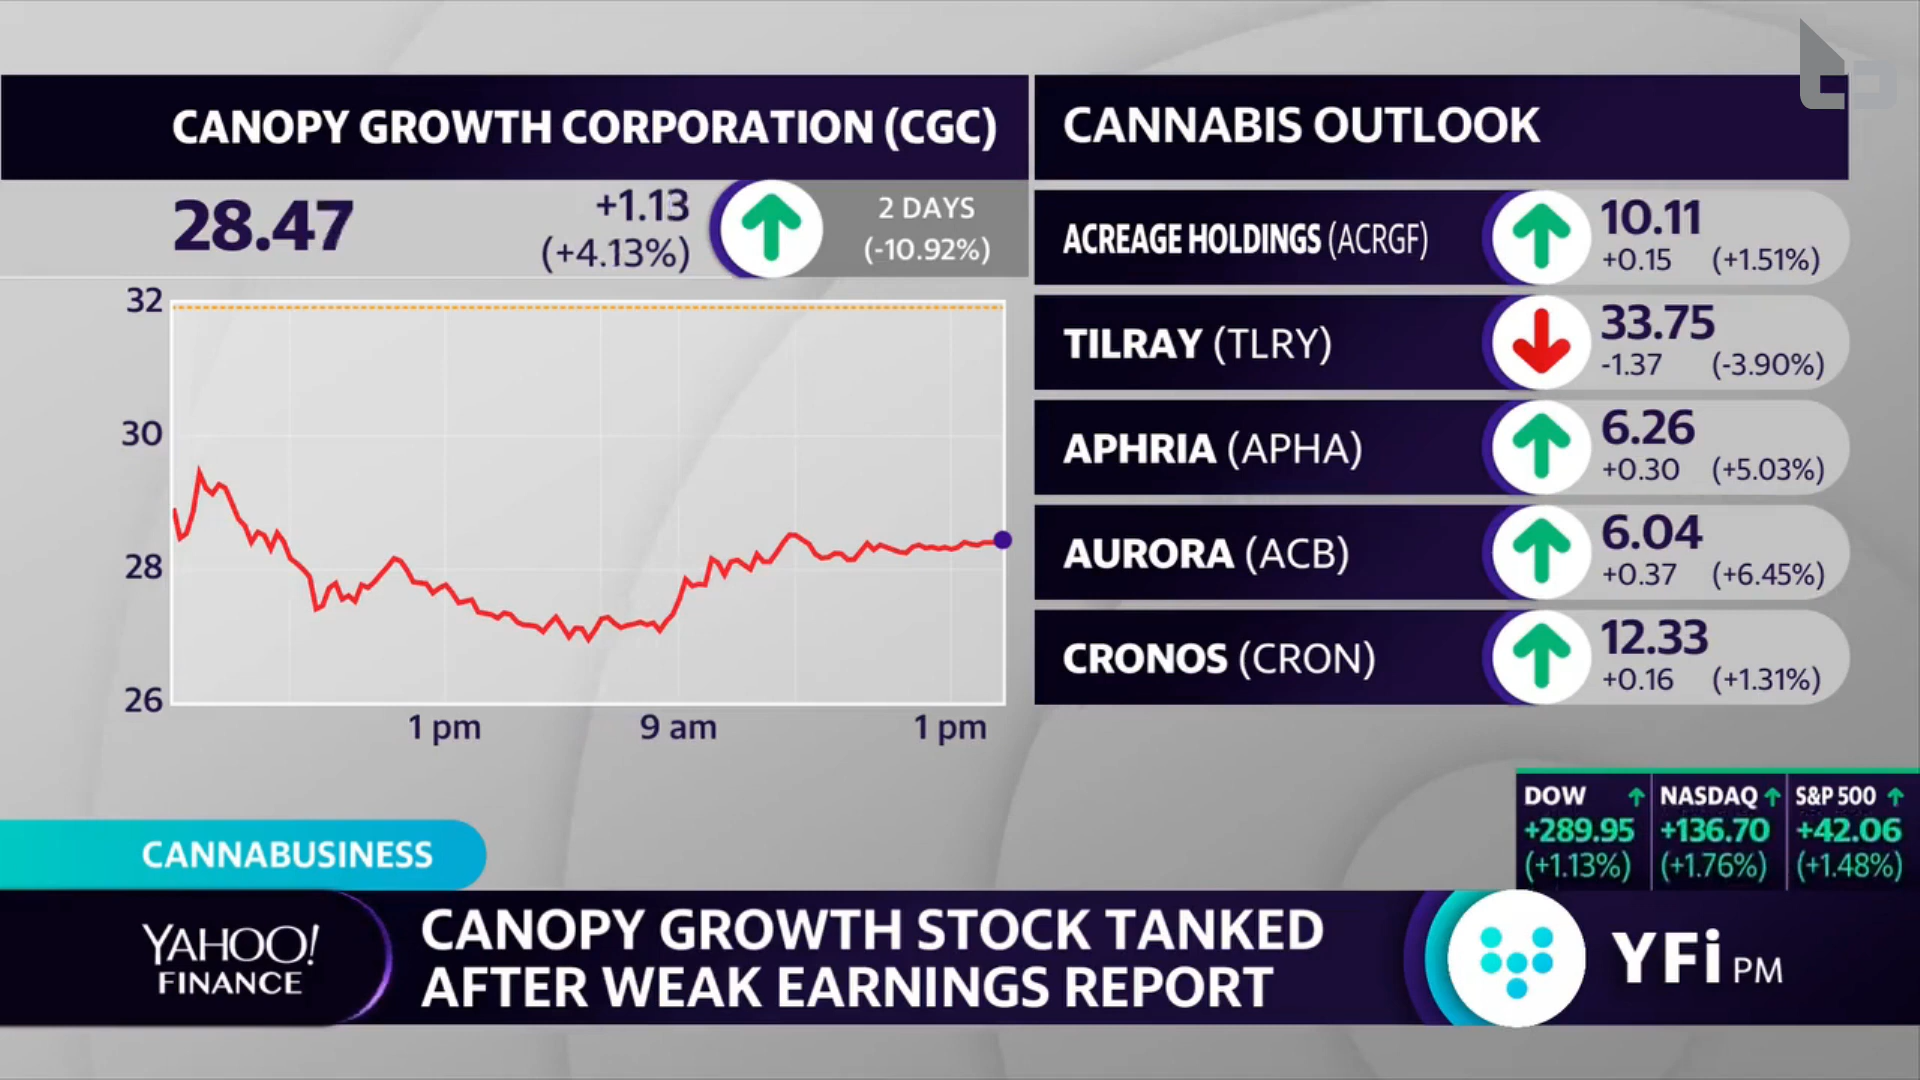 CANOPY GROWTH CORPORATION (CGC)
28.47
+1.13
(+4.13%)
2 DAYS
(-10.92%)
32
30
28
26
1 pm 9 am 1 pm
CANNABIS OUTLOOK
ACREAGE HOLDINGS (ACRGF)
10.11
+0.15 (+1.51%)
TILRAY (TLRY)
33.75
-1.37 (-3.90%)
APHRIA (APHA)
6.26
+0.30 (+5.03%)
AURORA (ACB)
6.04
+0.37 (+6.45%)
CRONOS (CRON)
12.33
+0.16 (+1.31%)
DOW NASDAQ S&P 500
+289.95 +136.70 +42.06
(+1.13%) (+1.76%) (+1.48%)
CANNABUSINESS
YAHOO!
FINANCE
CANOPY GROWTH STOCK TANKED
AFTER WEAK EARNINGS REPORT
YFi PM